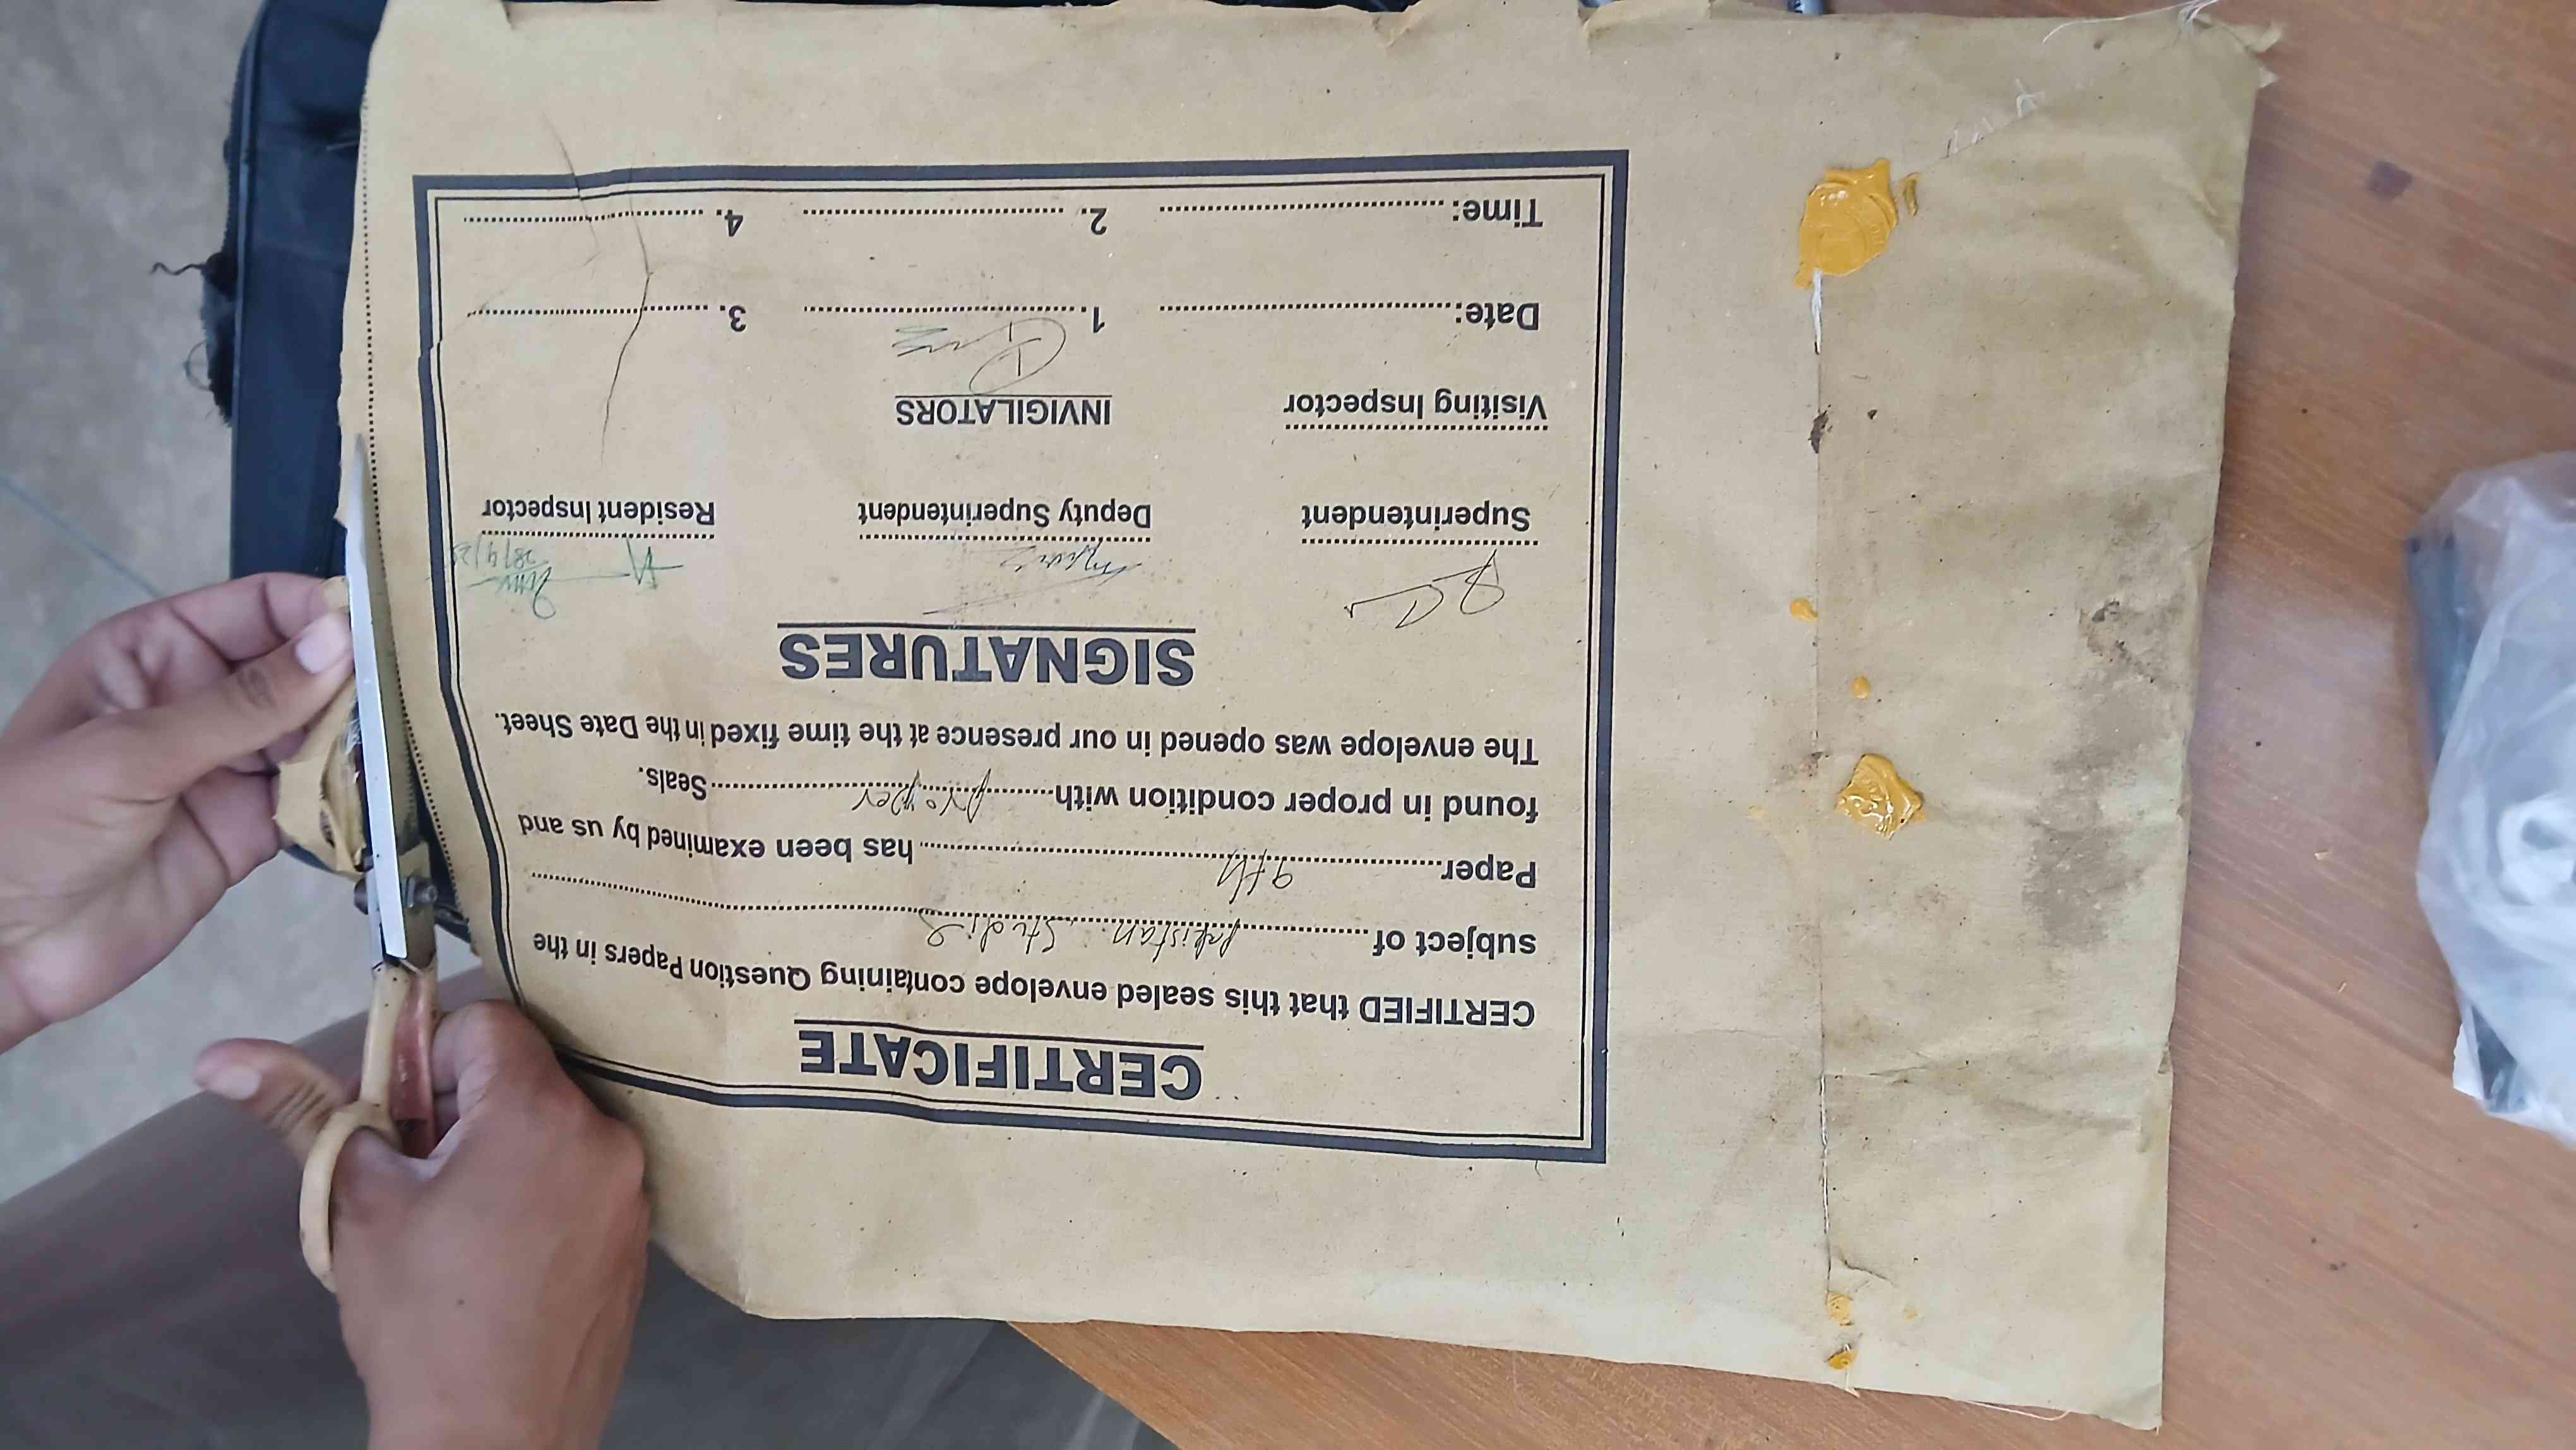 CERTIFICATE
CERTIFIED that this sealed envelope containing Question Papers in the
subject of pakistan Studies
Paper 9th has been examined by us and
found in proper condition with proper Seals.
The envelope was opened in our presence at the time fixed in the Date Sheet.
SIGNATURES
28/4/25
Superintendent Deputy Superintendent Resident Inspector
Visiting Inspector INVIGILATORS
Date: 1. 3.
Time: 2. 4.